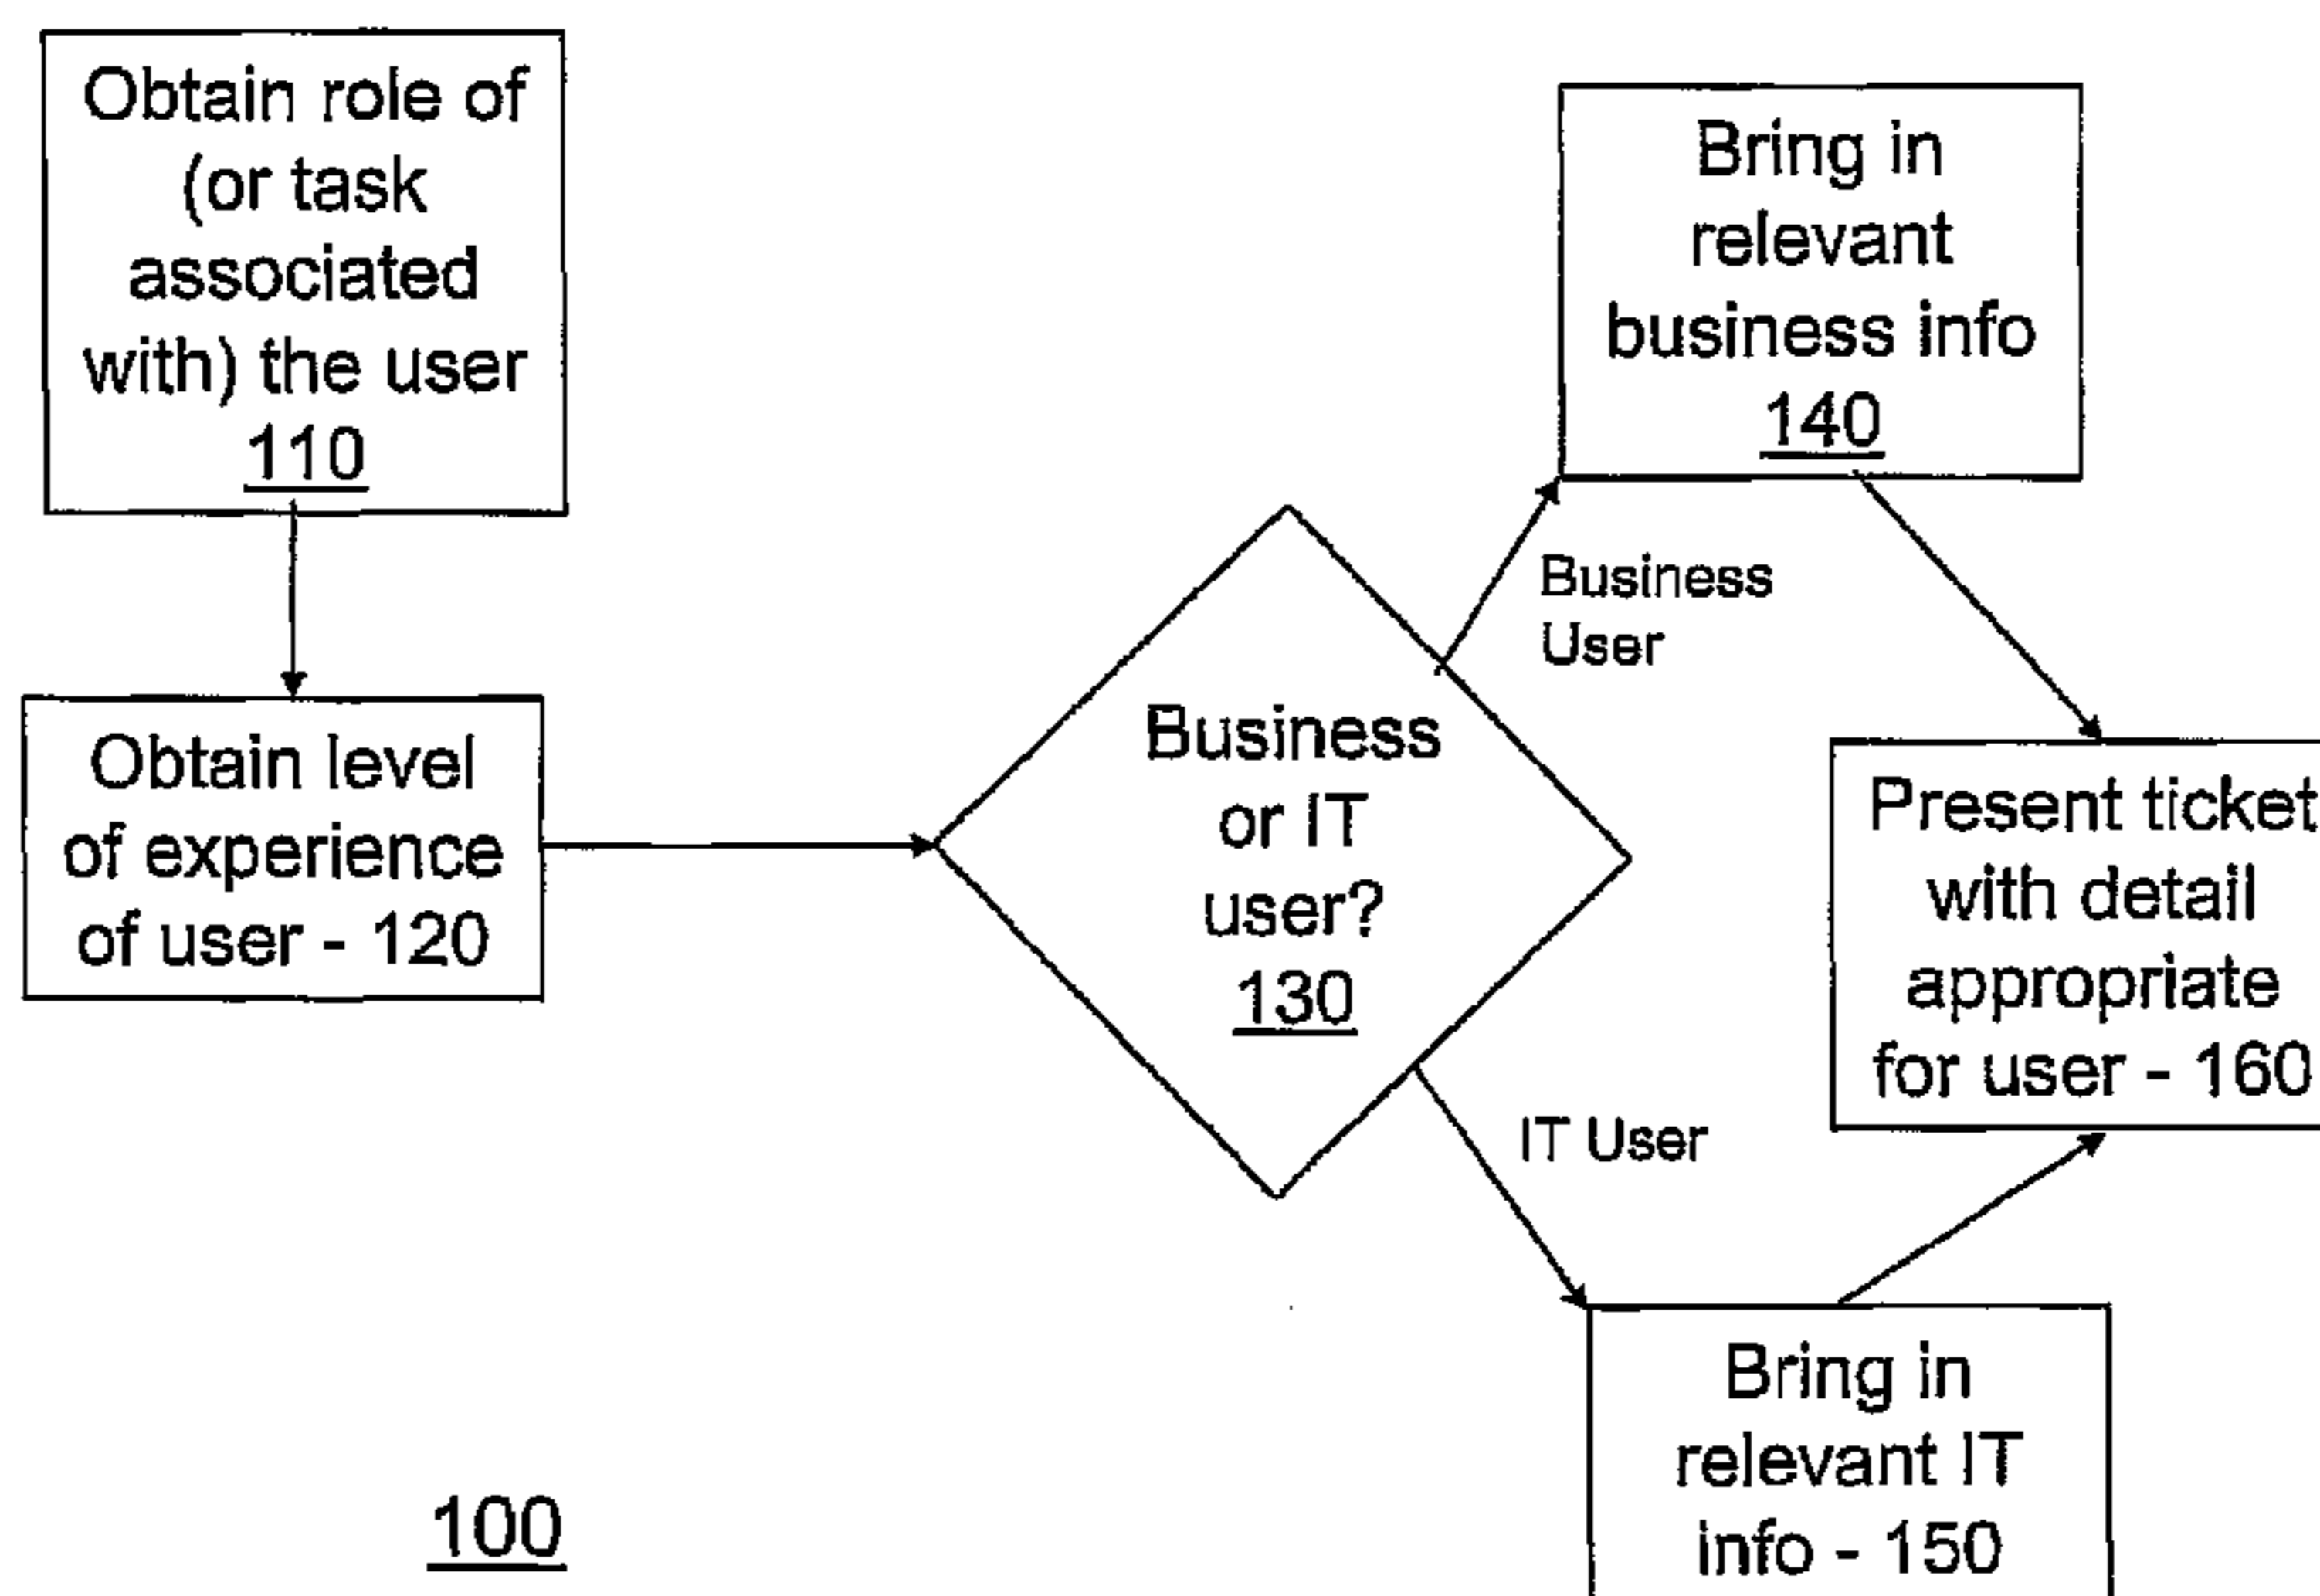 Obtain role of
(or task
associated
with) the user
110
Obtain level
of experience
of user - 120
Business
or IT
user?
130
Business
User
IT User
Bring in
relevant
business info
140
Bring in
relevant IT
info - 150
Present ticket
with detail
appropriate
for user - 160
100